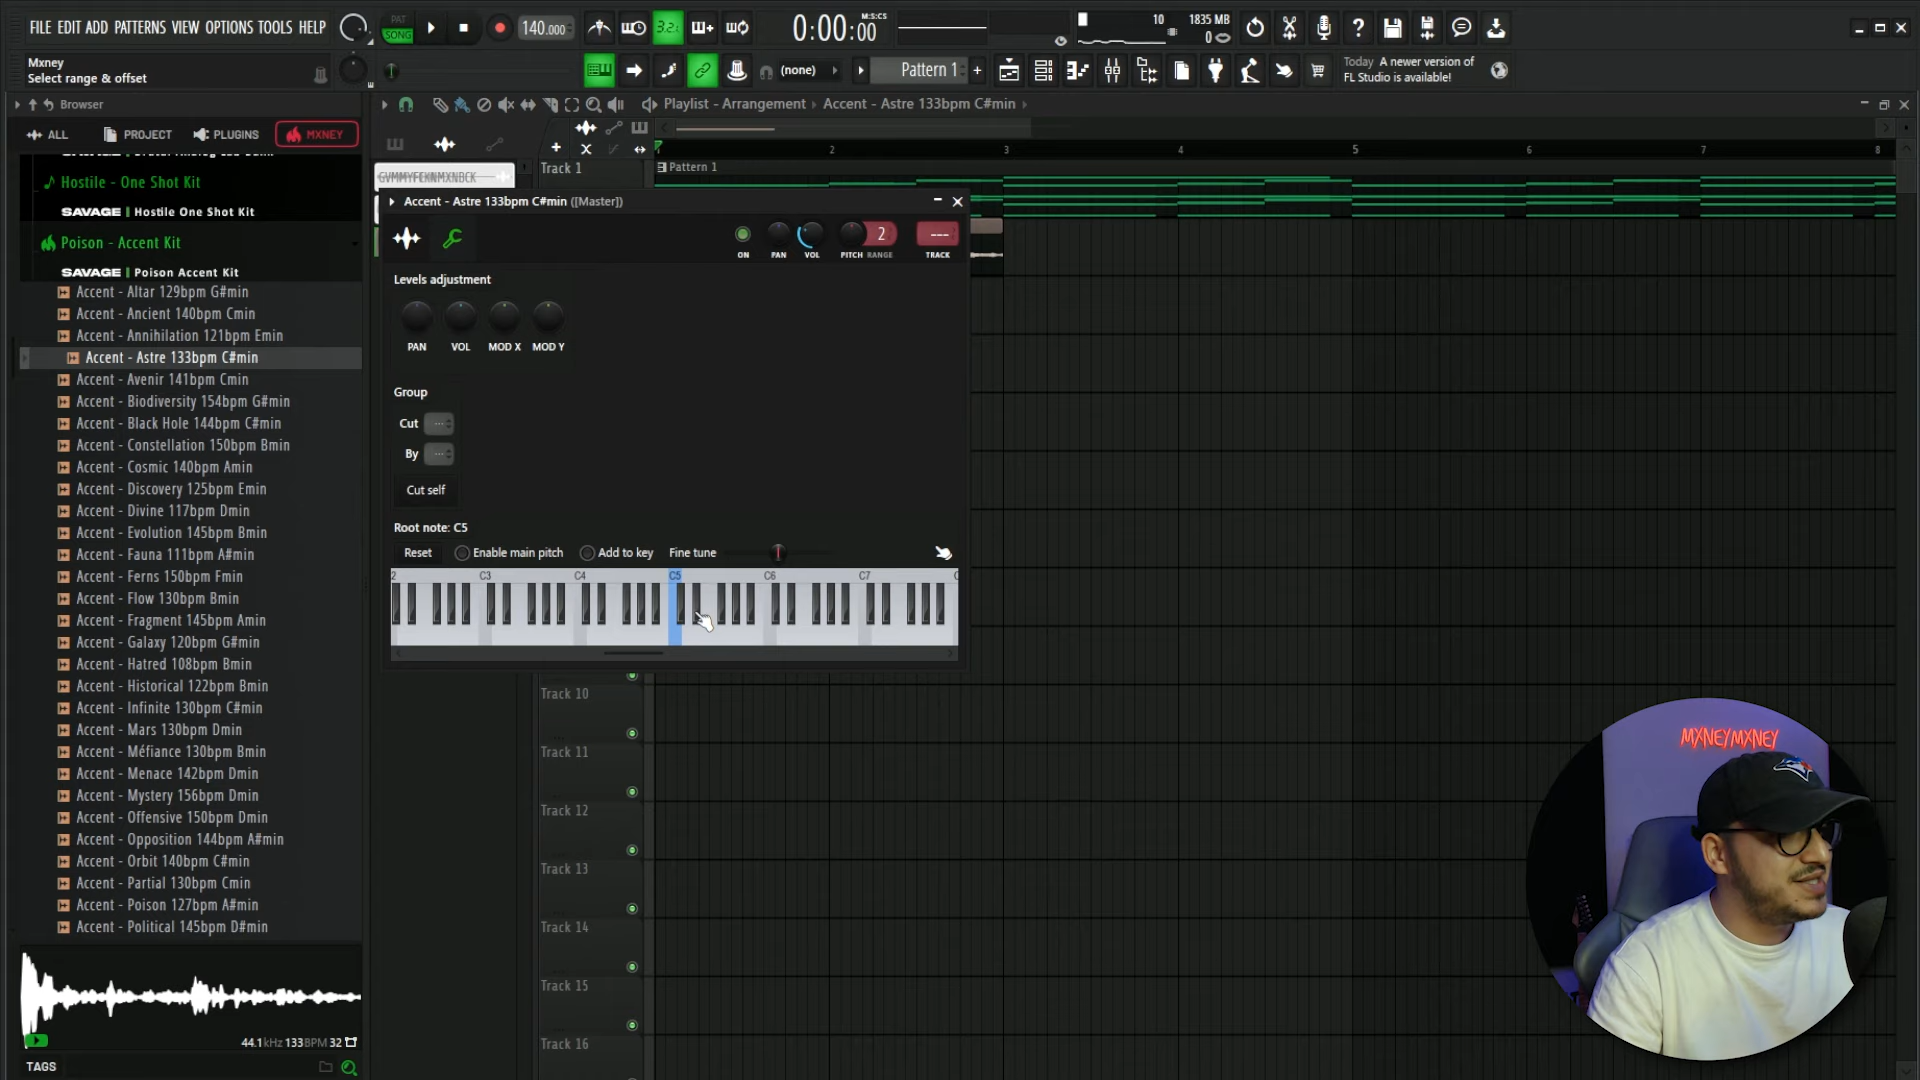 FILE EDIT ADD PATTERNS VIEW OPTIONS TOOLS HELP
PAT
SONG
140.000
3.2.
0:00:00
M:S:CS
10
1835 MB
0
Mxney
Select range & offset
(none)
Pattern 1
Today A newer version of
FL Studio is available!
Browser
Playlist - Arrangement
Accent - Astre 133bpm C#min
ALL
PROJECT
PLUGINS
MXNEY
Hostile - One Shot Kit
SAVAGE | Hostile One Shot Kit
Poison - Accent Kit
SAVAGE | Poison Accent Kit
Accent - Altar 129bpm G#min
Accent - Ancient 140bpm Cmin
Accent - Annihilation 121bpm Emin
Accent - Astre 133bpm C#min
Accent - Avenir 141bpm Cmin
Accent - Biodiversity 154bpm G#min
Accent - Black Hole 144bpm C#min
Accent - Constellation 150bpm Bmin
Accent - Cosmic 140bpm Amin
Accent - Discovery 125bpm Emin
Accent - Divine 117bpm Dmin
Accent - Evolution 145bpm Bmin
Accent - Fauna 111bpm A#min
Accent - Ferns 150bpm Fmin
Accent - Flow 130bpm Bmin
Accent - Fragment 145bpm Amin
Accent - Galaxy 120bpm G#min
Accent - Hatred 108bpm Bmin
Accent - Historical 122bpm Bmin
Accent - Infinite 130bpm C#min
Accent - Mars 130bpm Dmin
Accent - Méfiance 130bpm Bmin
Accent - Menace 142bpm Dmin
Accent - Mystery 156bpm Dmin
Accent - Offensive 150bpm Dmin
Accent - Opposition 144bpm A#min
Accent - Orbit 140bpm C#min
Accent - Partial 130bpm Cmin
Accent - Poison 127bpm A#min
Accent - Political 145bpm D#min
44.1kHz 133BPM 32
TAGS
2 3 4 5 6 7 8
Track 1
Pattern 1
Accent - Astre 133bpm C#min ([Master])
2
---
ON PAN VOL PITCH RANGE TRACK
Levels adjustment
PAN VOL MOD X MOD Y
Group
Cut
By
Cut self
Root note: C5
Reset
Enable main pitch
Add to key
Fine tune
2 C3 C4 C5 C6 C7 C
Track 10
Track 11
Track 12
Track 13
Track 14
Track 15
Track 16
MXNEYMXNEY